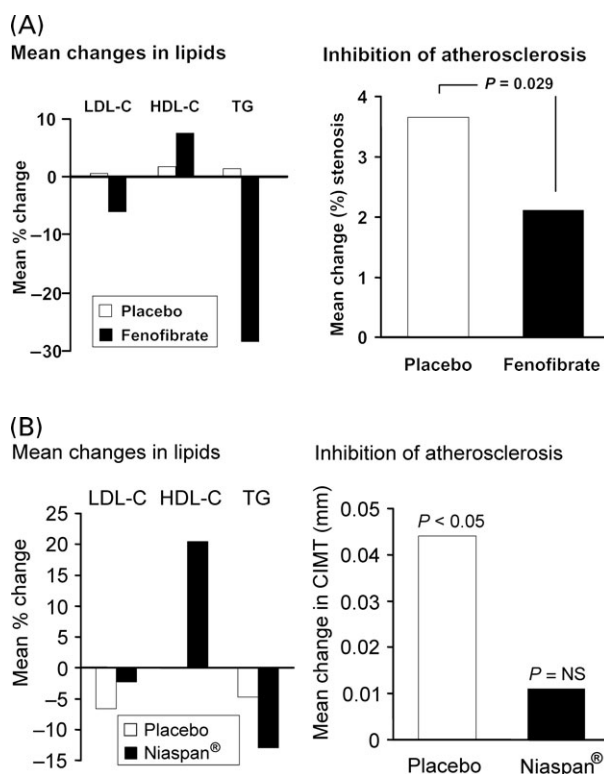 (A)
Mean changes in lipids
LDL-C HDL-C TG
10
0
–10
–20
–30
Mean % change
Placebo
Fenofibrate
Inhibition of atherosclerosis
P = 0.029
4
3
2
1
0
Mean change (%) stenosis
Placebo Fenofibrate
(B)
Mean changes in lipids
LDL-C HDL-C TG
25
20
15
10
5
0
–5
–10
–15
Mean % change
Placebo
Niaspan®
Inhibition of atherosclerosis
0.05
0.04
0.03
0.02
0.01
0
Mean change in CIMT (mm)
P < 0.05
P = NS
Placebo Niaspan®